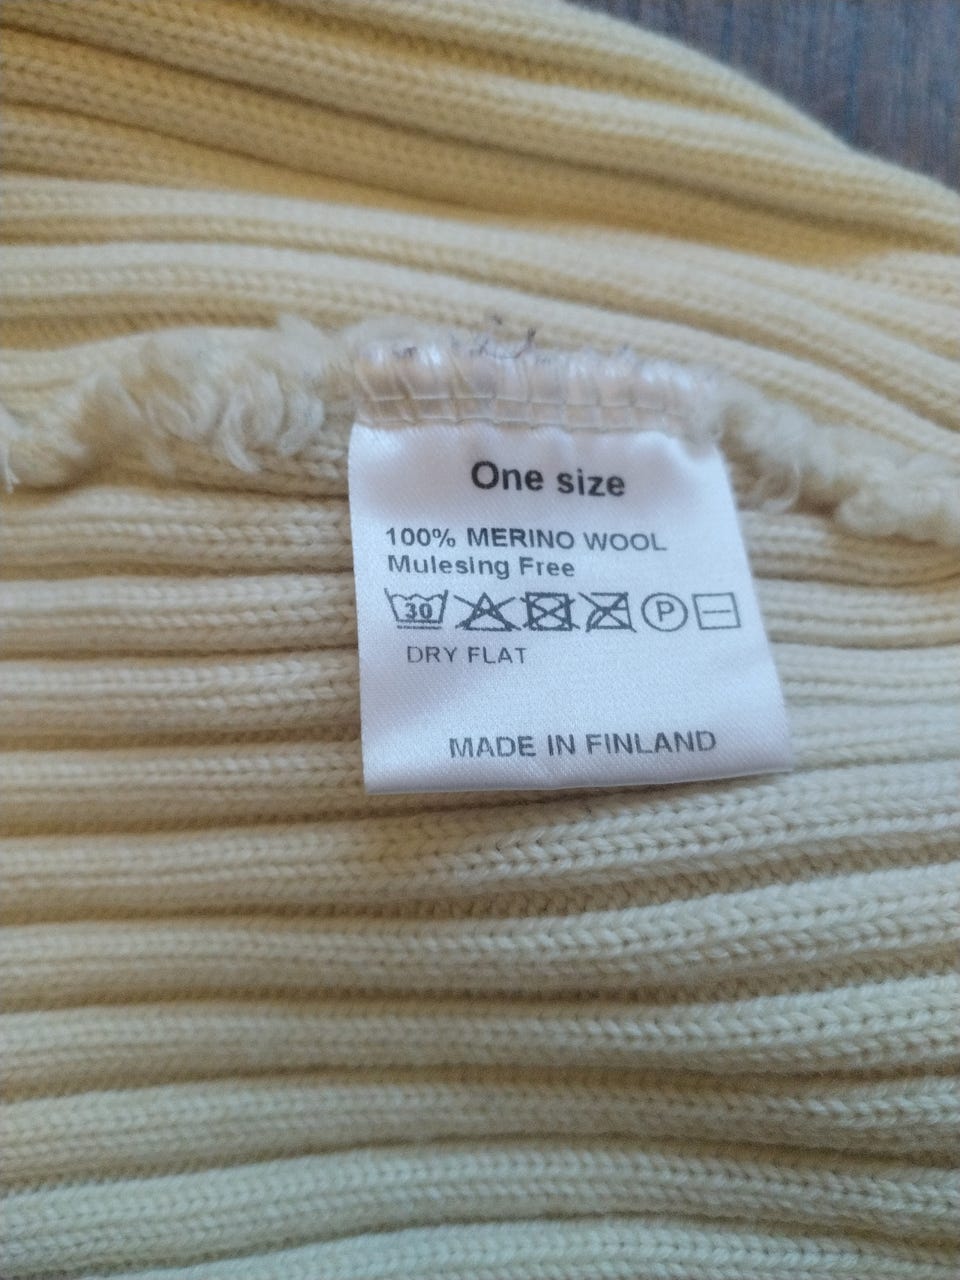 One size
100% MERINO WOOL
Mulesing Free
30 P
DRY FLAT
MADE IN FINLAND